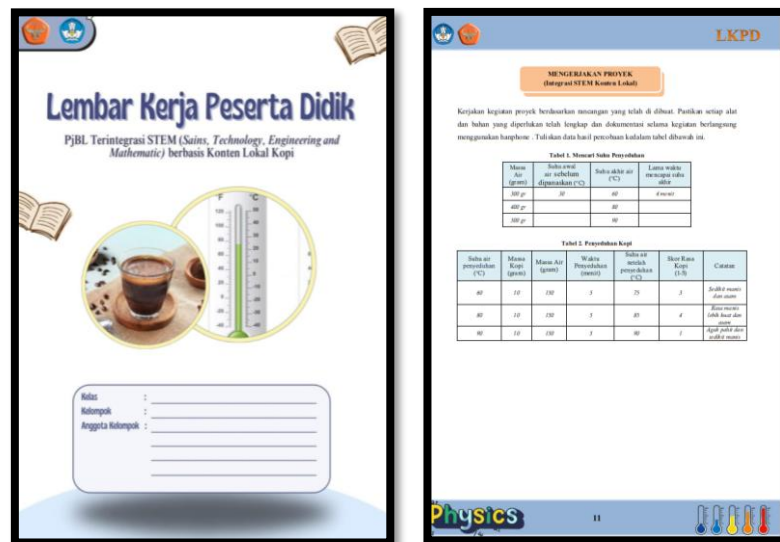 Lembar Kerja Peserta Didik
PjBL Terintegrasi STEM (Sains, Technology, Engineering and
Mathematic) berbasis Konten Lokal Kopi
F C
Kelas :
Kelompok :
Anggota Kelompok :
LKPD
MENGERJAKAN PROYEK
(Integrasi STEM Konten Lokal)
Kerjakan kegiatan proyek berdasarkan rancangan yang telah di dibuat. Pastikan setiap alat
dan bahan yang diperlukan telah lengkap dan dokumentasi selama kegiatan berlangsung
menggunakan hanphone . Tuliskan data hasil percobaan kedalam tabel dibawah ini.
Tabel 1. Mencari Suhu Penyeduhan
Massa Air (gram) Suhu awal air sebelum dipanaskan (°C) Suhu akhir air (°C) Lama waktu mencapai suhu akhir
300 gr 30 60 4 menit
400 gr 80
500 gr 90
Tabel 2. Penyeduhan Kopi
Suhu air penyeduhan (°C) Massa Kopi (gram) Massa Air (gram) Waktu Penyeduhan (menit) Suhu air setelah penyeduhan (°C) Skor Rasa Kopi (1-5) Catatan
60 10 150 5 75 3 Sedikit manis dan asam
80 10 150 5 85 4 Rasa manis lebih kuat dan asam
90 10 150 5 90 1 Agak pahit dan sedikit manis
Physics
11